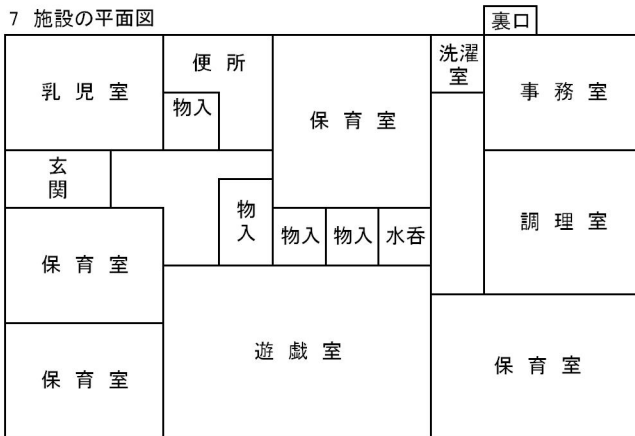 7 施設の平面図
裏口
乳児室
便所
洗濯
室
事務室
物入
保育室
玄
関
物
入
物入
物入
水呑
調理室
保育室
遊戯室
保育室
保育室